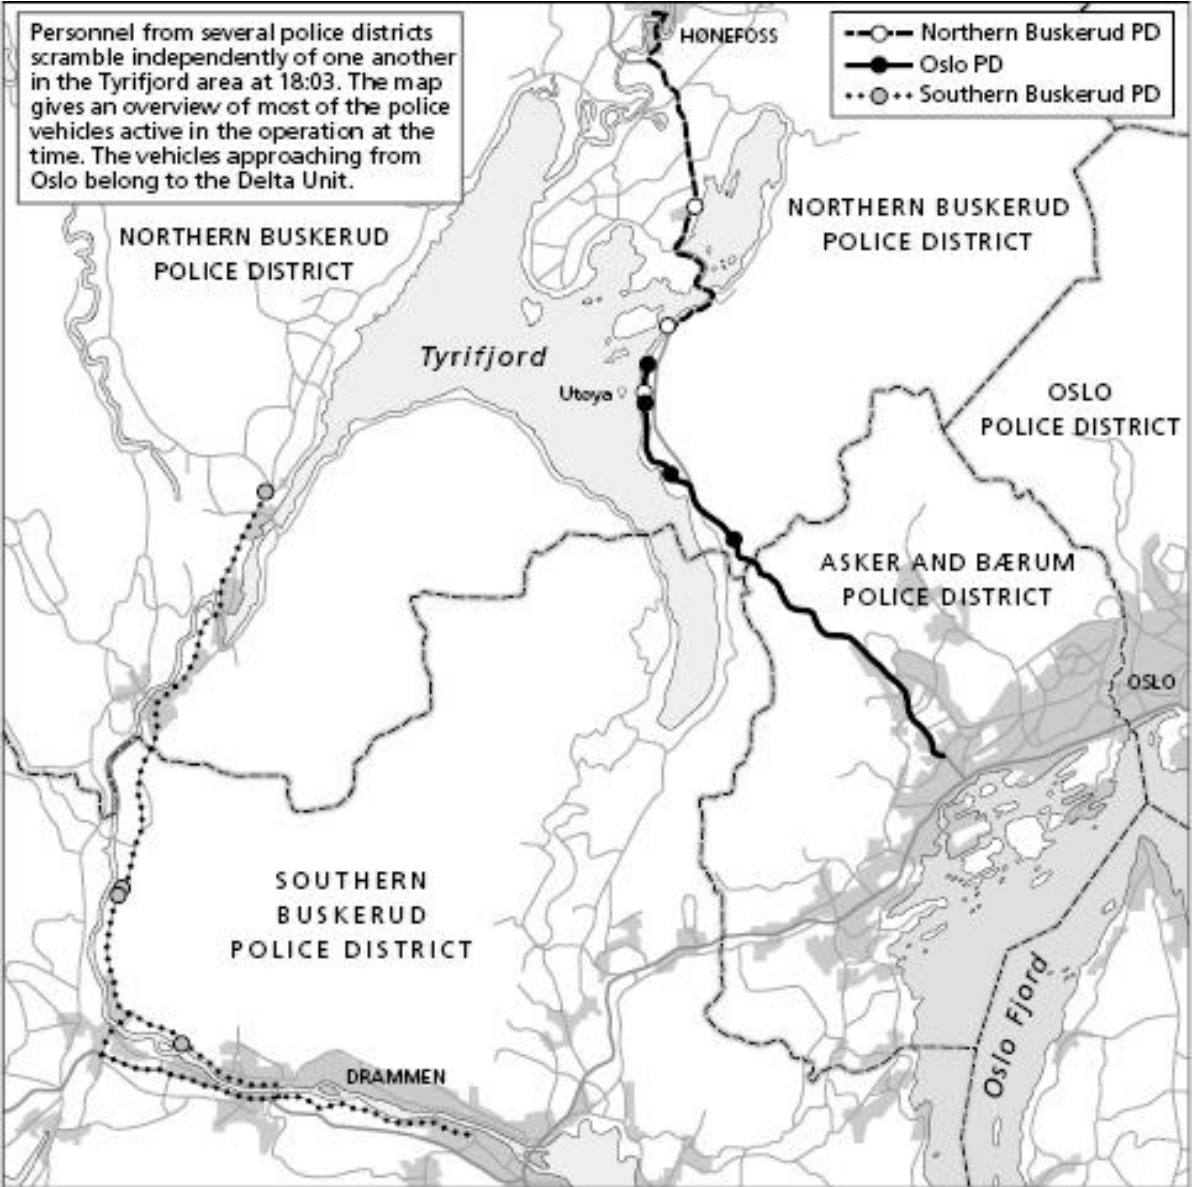 Personnel from several police districts
scramble independently of one another
in the Tyrifjord area at 18:03. The map
gives an overview of most of the police
vehicles active in the operation at the
time. The vehicles approaching from
Oslo belong to the Delta Unit.
HØNEFOSS
Northern Buskerud PD
Oslo PD
Southern Buskerud PD
NORTHERN BUSKERUD
POLICE DISTRICT
NORTHERN BUSKERUD
POLICE DISTRICT
Tyrifjord
Utøya
OSLO
POLICE DISTRICT
ASKER AND BÆRUM
POLICE DISTRICT
OSLO
SOUTHERN
BUSKERUD
POLICE DISTRICT
Oslo Fjord
DRAMMEN